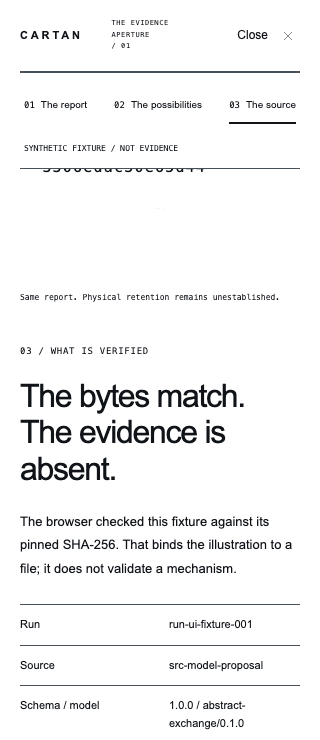 CARTAN
THE EVIDENCE
APERTURE
/ 01
Close
01 The report
02 The possibilities
03 The source
SYNTHETIC FIXTURE / NOT EVIDENCE
Same report. Physical retention remains unestablished.
03 / WHAT IS VERIFIED
The bytes match.
The evidence is
absent.
The browser checked this fixture against its
pinned SHA-256. That binds the illustration to a
file; it does not validate a mechanism.
Run run-ui-fixture-001
Source src-model-proposal
Schema / model 1.0.0 / abstract-
exchange/0.1.0